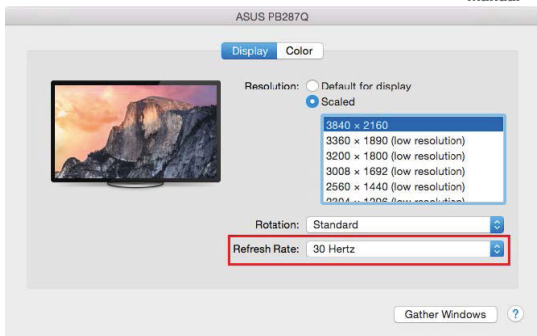 ASUS PB287Q
Display Color
Resolution: Default for display
Scaled
3840 × 2160
3360 × 1890 (low resolution)
3200 × 1800 (low resolution)
3008 × 1692 (low resolution)
2560 × 1440 (low resolution)
Rotation: Standard
Refresh Rate: 30 Hertz
Gather Windows ?